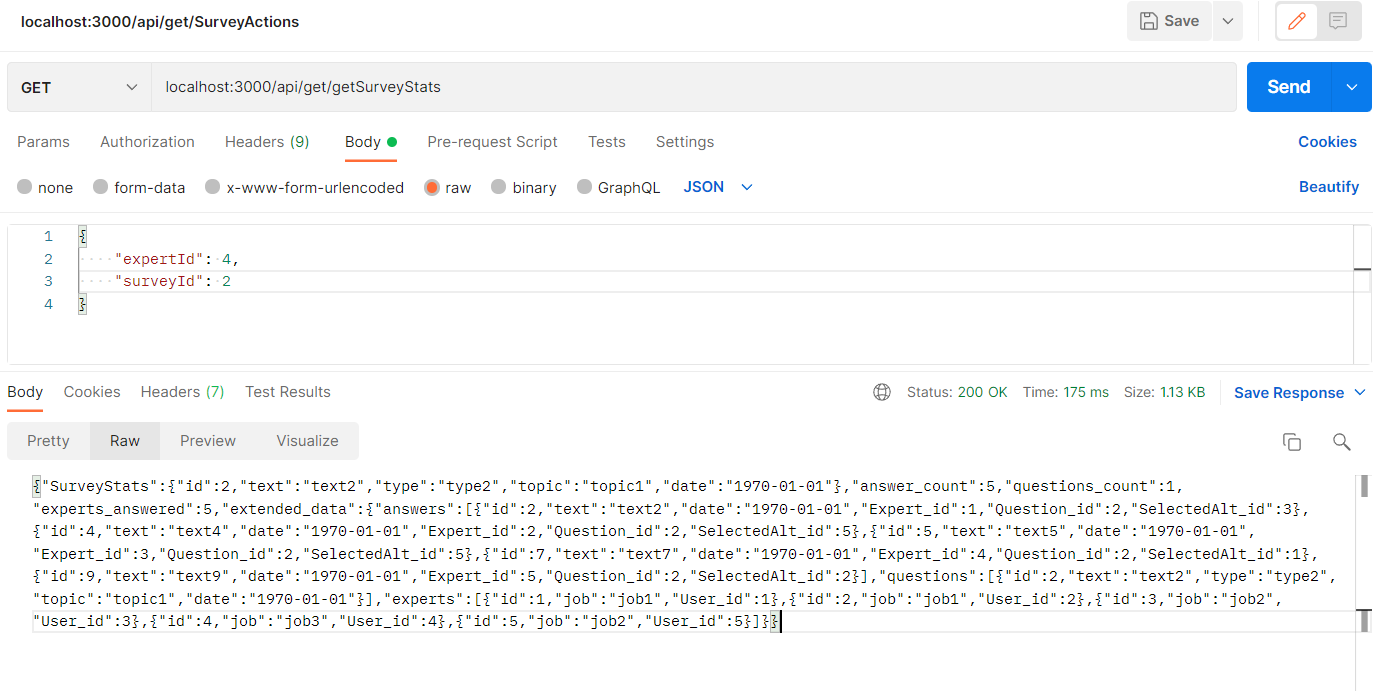 localhost:3000/api/get/SurveyActions
Save
GET
localhost:3000/api/get/getSurveyStats
Send
Params Authorization Headers (9) Body Pre-request Script Tests Settings Cookies
none form-data x-www-form-urlencoded raw binary GraphQL JSON Beautify
1 {
2 ····"expertId":·4,
3 ····"surveyId":·2
4 }
Body Cookies Headers (7) Test Results Status: 200 OK Time: 175 ms Size: 1.13 KB Save Response
Pretty Raw Preview Visualize
{"SurveyStats":{"id":2,"text":"text2","type":"type2","topic":"topic1","date":"1970-01-01"},"answer_count":5,"questions_count":1,
"experts_answered":5,"extended_data":{"answers":[{"id":2,"text":"text2","date":"1970-01-01","Expert_id":1,"Question_id":2,"SelectedAlt_id":3},
{"id":4,"text":"text4","date":"1970-01-01","Expert_id":2,"Question_id":2,"SelectedAlt_id":5},{"id":5,"text":"text5","date":"1970-01-01",
"Expert_id":3,"Question_id":2,"SelectedAlt_id":5},{"id":7,"text":"text7","date":"1970-01-01","Expert_id":4,"Question_id":2,"SelectedAlt_id":1},
{"id":9,"text":"text9","date":"1970-01-01","Expert_id":5,"Question_id":2,"SelectedAlt_id":2}],"questions":[{"id":2,"text":"text2","type":"type2",
"topic":"topic1","date":"1970-01-01"}],"experts":[{"id":1,"job":"job1","User_id":1},{"id":2,"job":"job1","User_id":2},{"id":3,"job":"job2",
"User_id":3},{"id":4,"job":"job3","User_id":4},{"id":5,"job":"job2","User_id":5}]}}